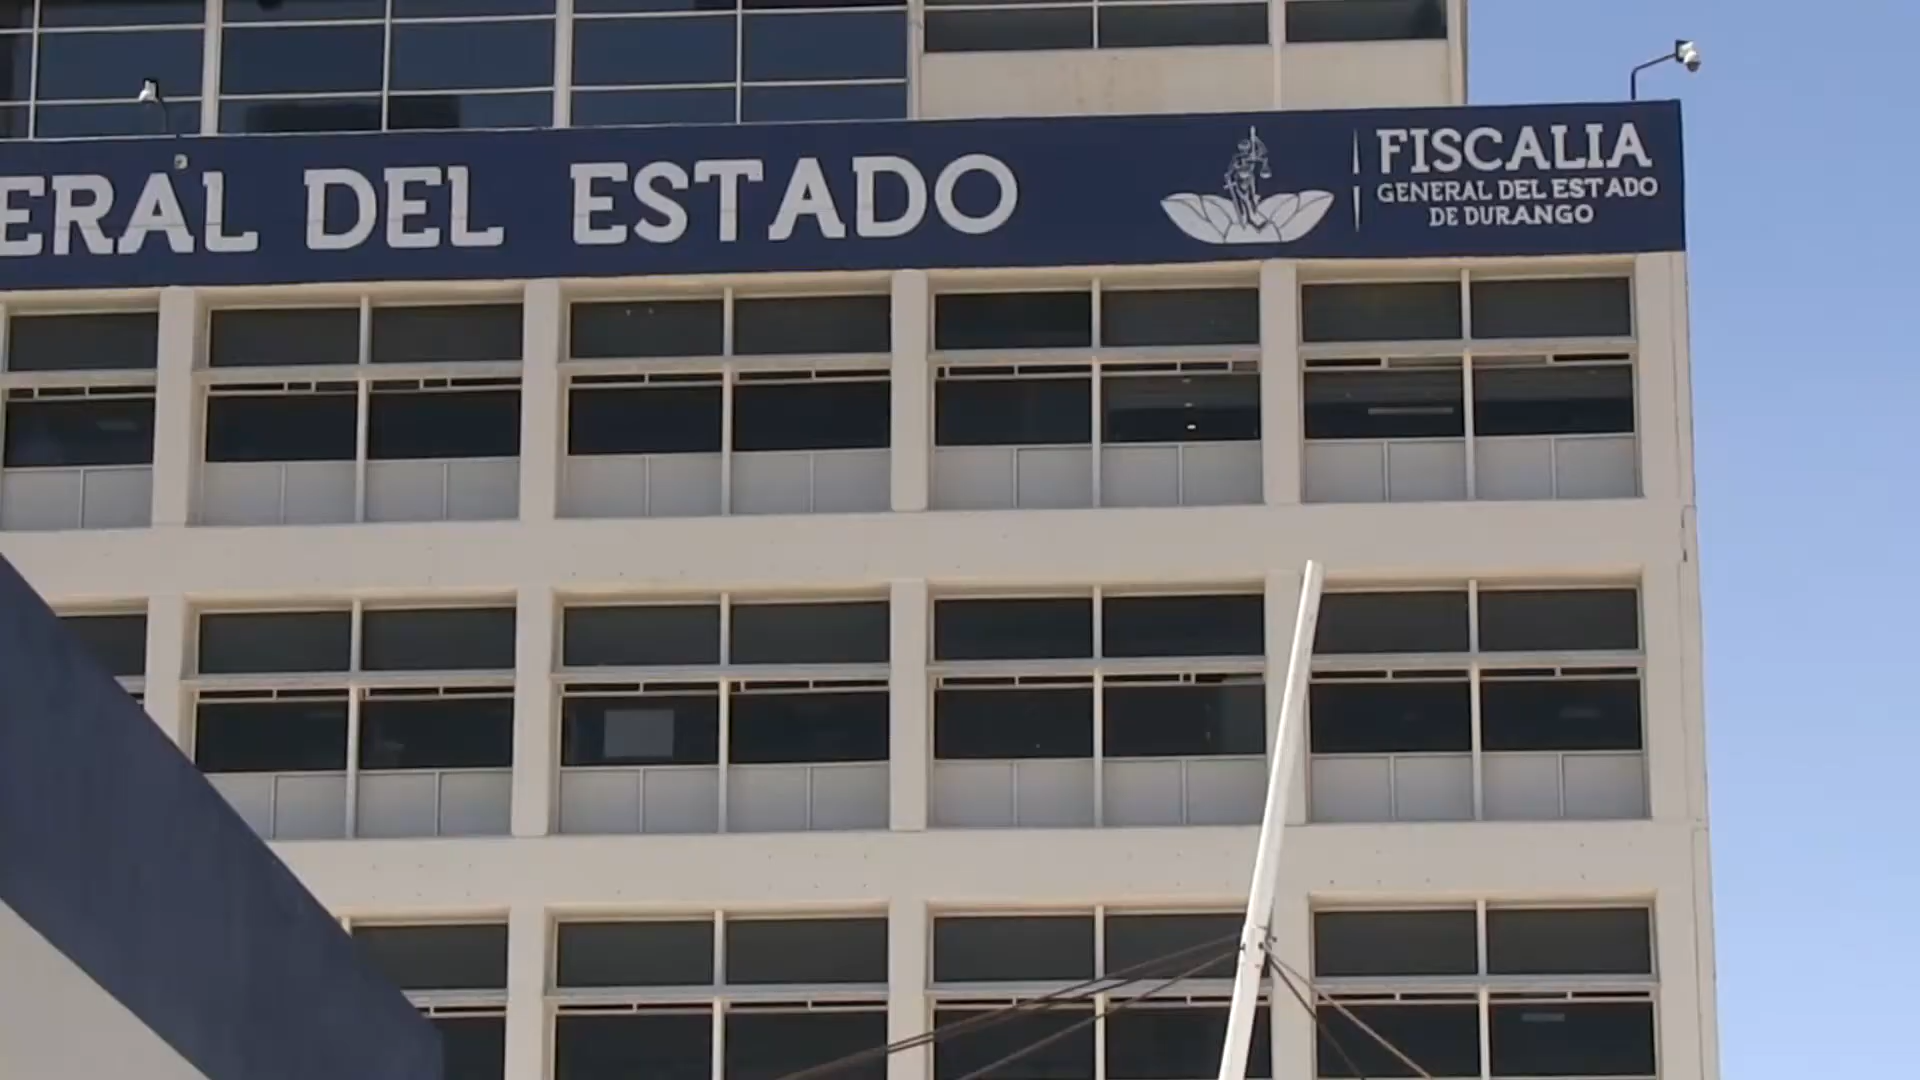 ERAL DEL ESTADO
FISCALIA
GENERAL DEL ESTADO
DE DURANGO